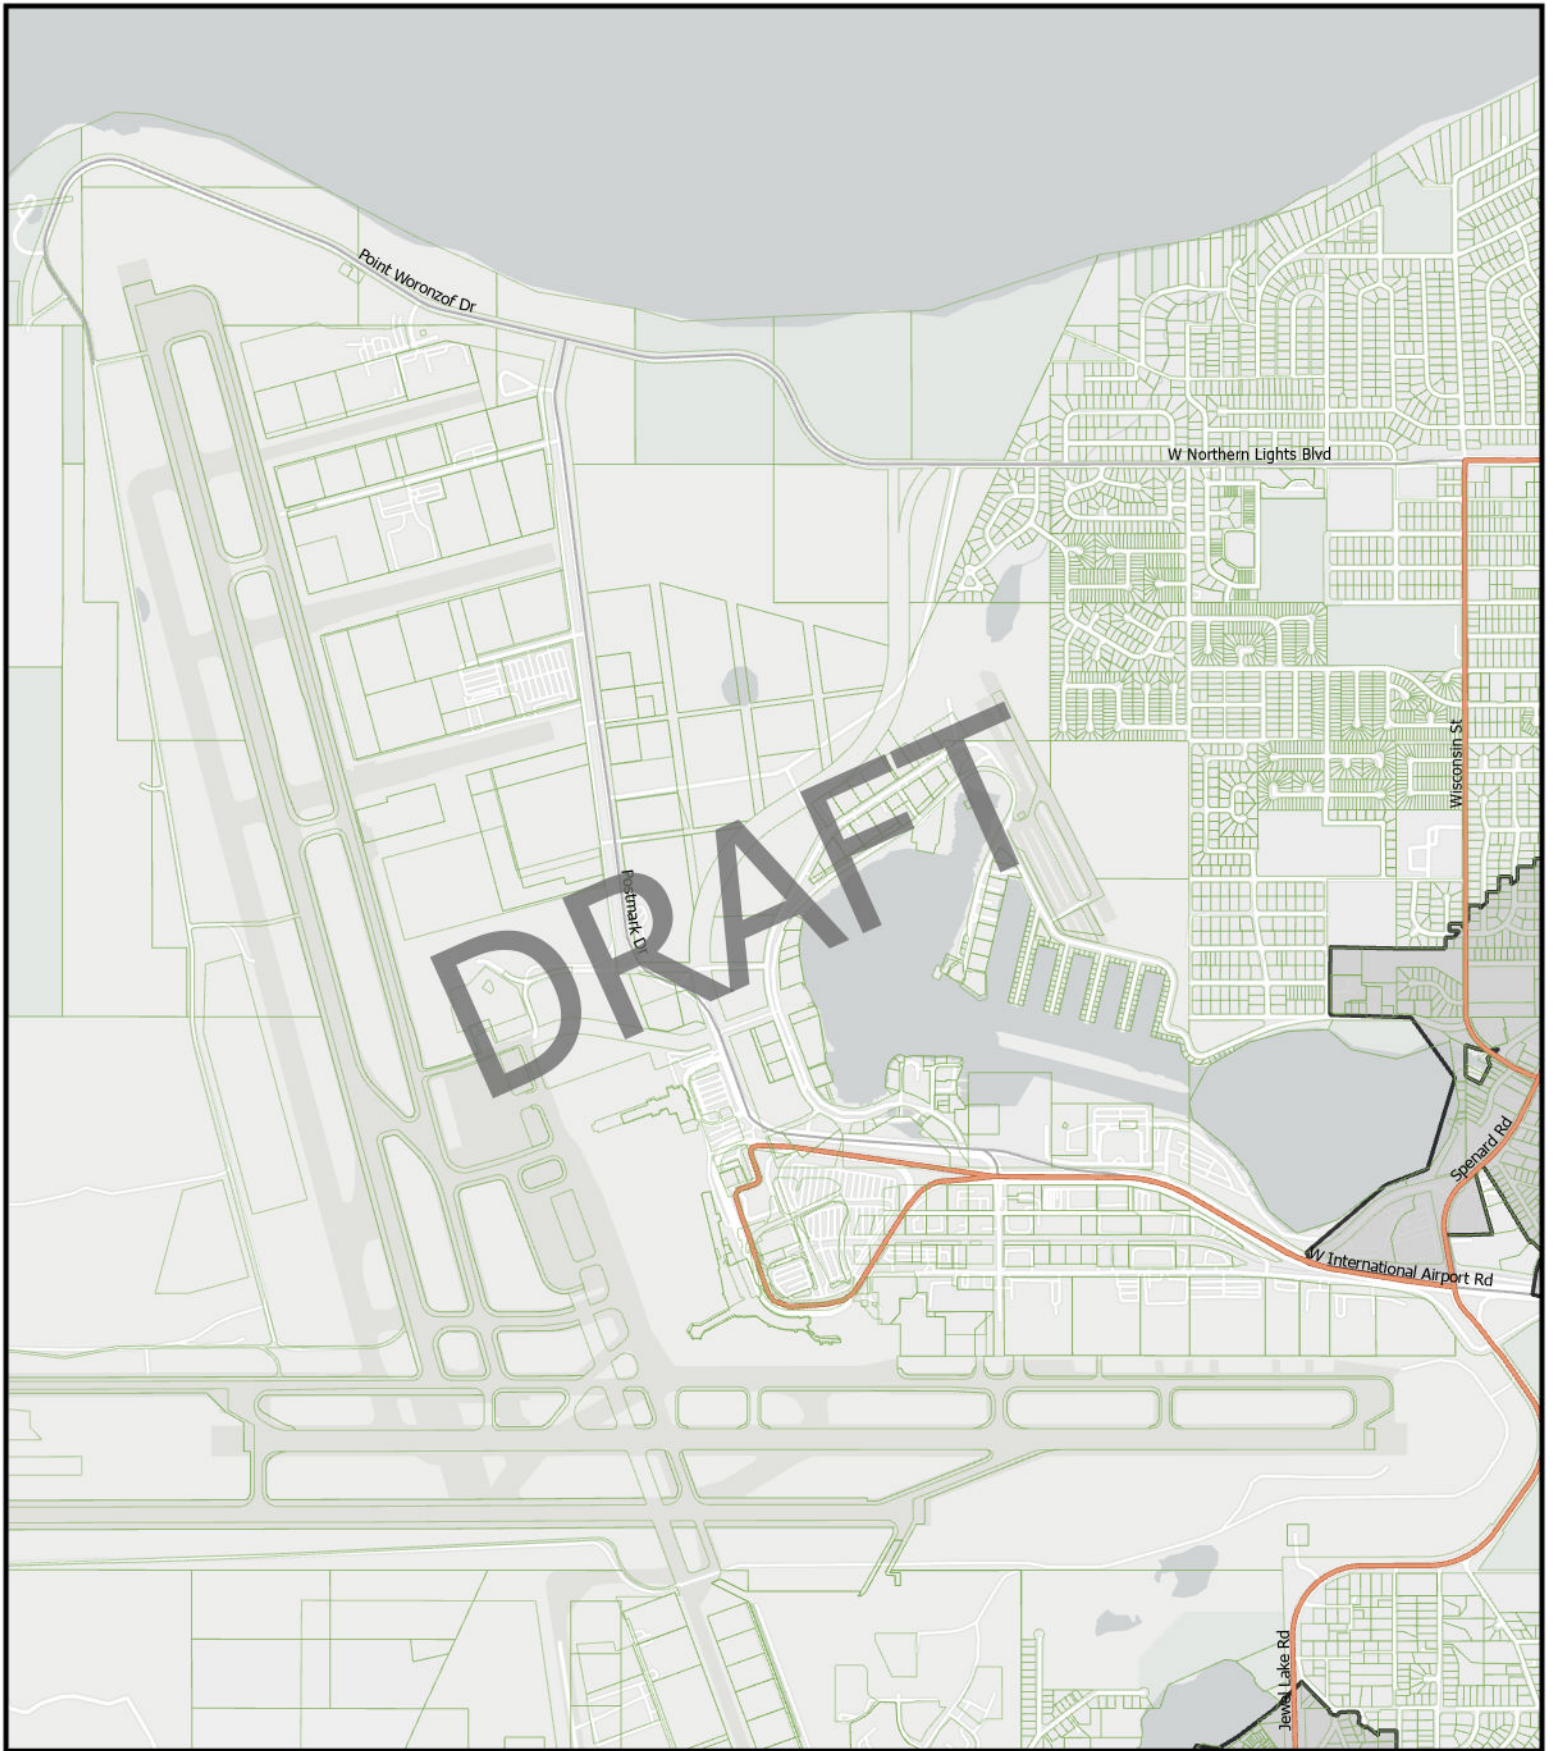 Point Woronzof Dr
W Northern Lights Blvd
DRAFT
Wisconsin St
Postmark Dr
Spenard Rd
W International Airport Rd
Jewel Lake Rd